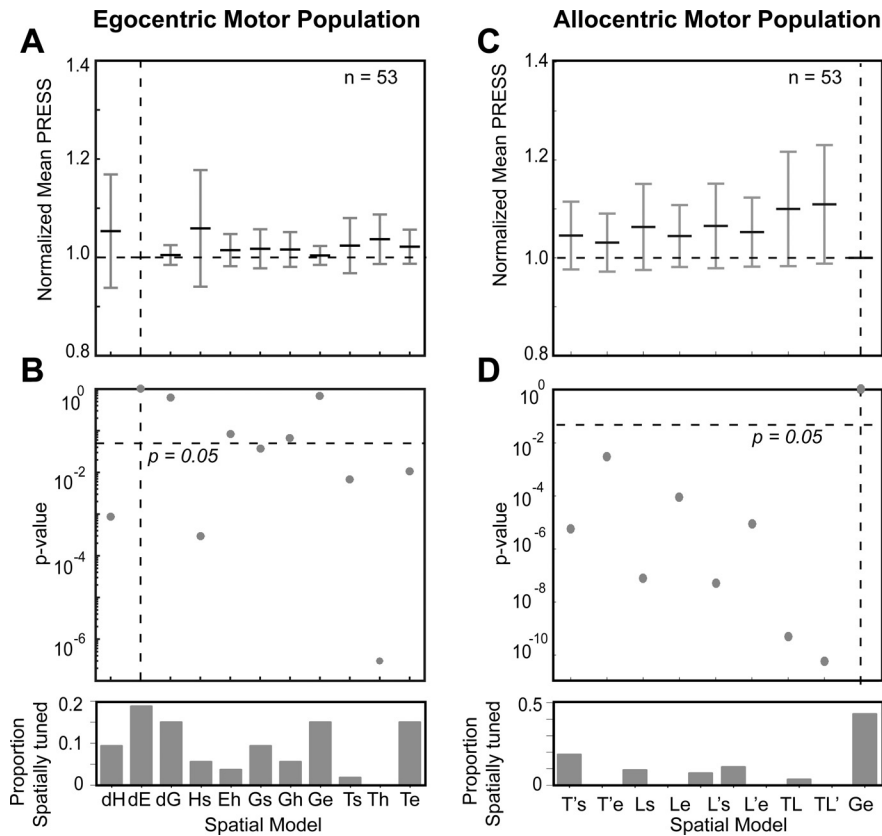 Egocentric Motor Population
Allocentric Motor Population
A
n = 53
Normalized Mean PRESS
1.4
1.2
1.0
0.8
B
p-value
10^0
10^-2
10^-4
10^-6
p = 0.05
Proportion
Spatially tuned
0.2
0.1
0
dH dE dG Hs Eh Gs Gh Ge Ts Th Te
Spatial Model
C
n = 53
Normalized Mean PRESS
1.4
1.2
1.0
0.8
D
p-value
10^0
10^-2
10^-4
10^-6
10^-8
10^-10
p = 0.05
Proportion
Spatially tuned
0.5
0
T's T'e Ls Le L's L'e TL TL' Ge
Spatial Model